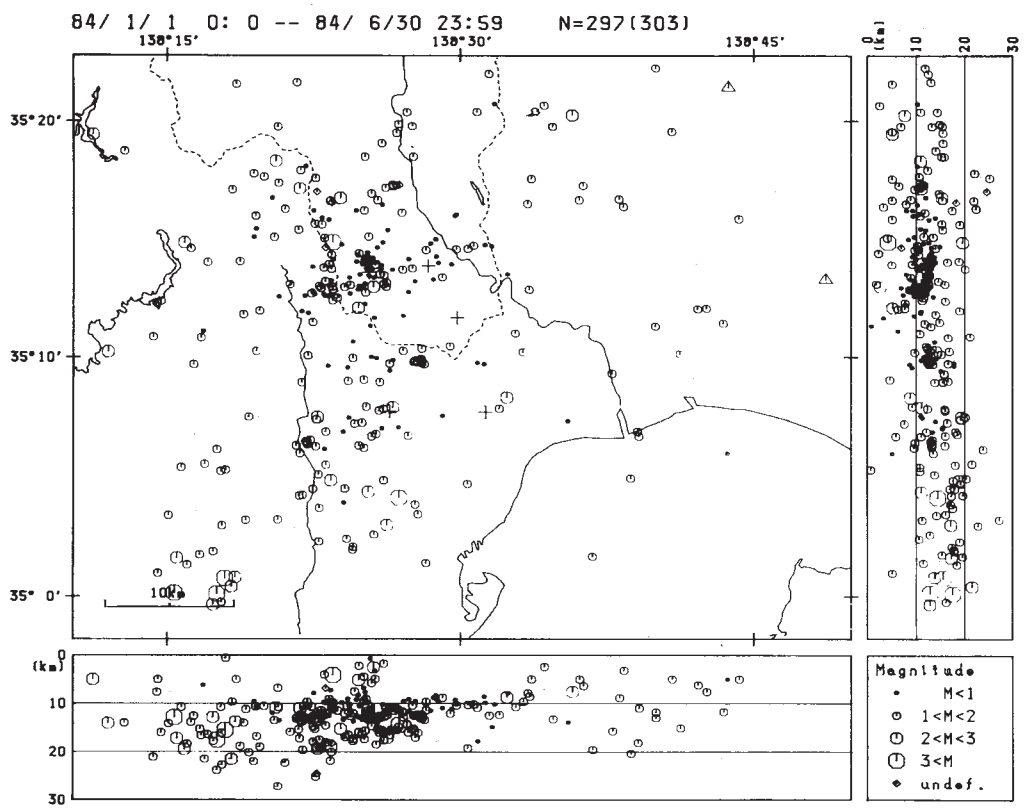 84/ 1/ 1 0: 0 -- 84/ 6/30 23:59 N=297(303)
138°15' 138°30' 138°45'
0 10 20 30
(km)
35°20'
35°10'
35° 0'
10km
0
(km)
10
20
30
Magnitude
M<1
1<M<2
2<M<3
3<M
undef.